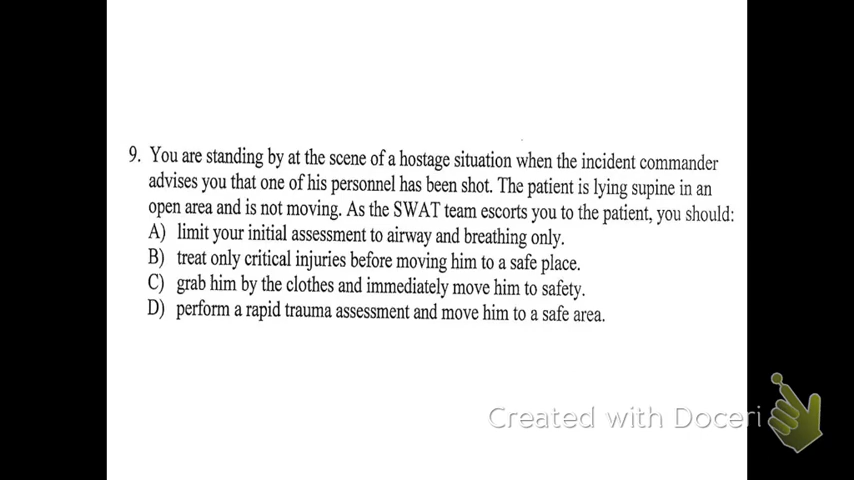 9. You are standing by at the scene of a hostage situation when the incident commander
advises you that one of his personnel has been shot. The patient is lying supine in an
open area and is not moving. As the SWAT team escorts you to the patient, you should:
A) limit your initial assessment to airway and breathing only.
B) treat only critical injuries before moving him to a safe place.
C) grab him by the clothes and immediately move him to safety.
D) perform a rapid trauma assessment and move him to a safe area.
Created with Doceri